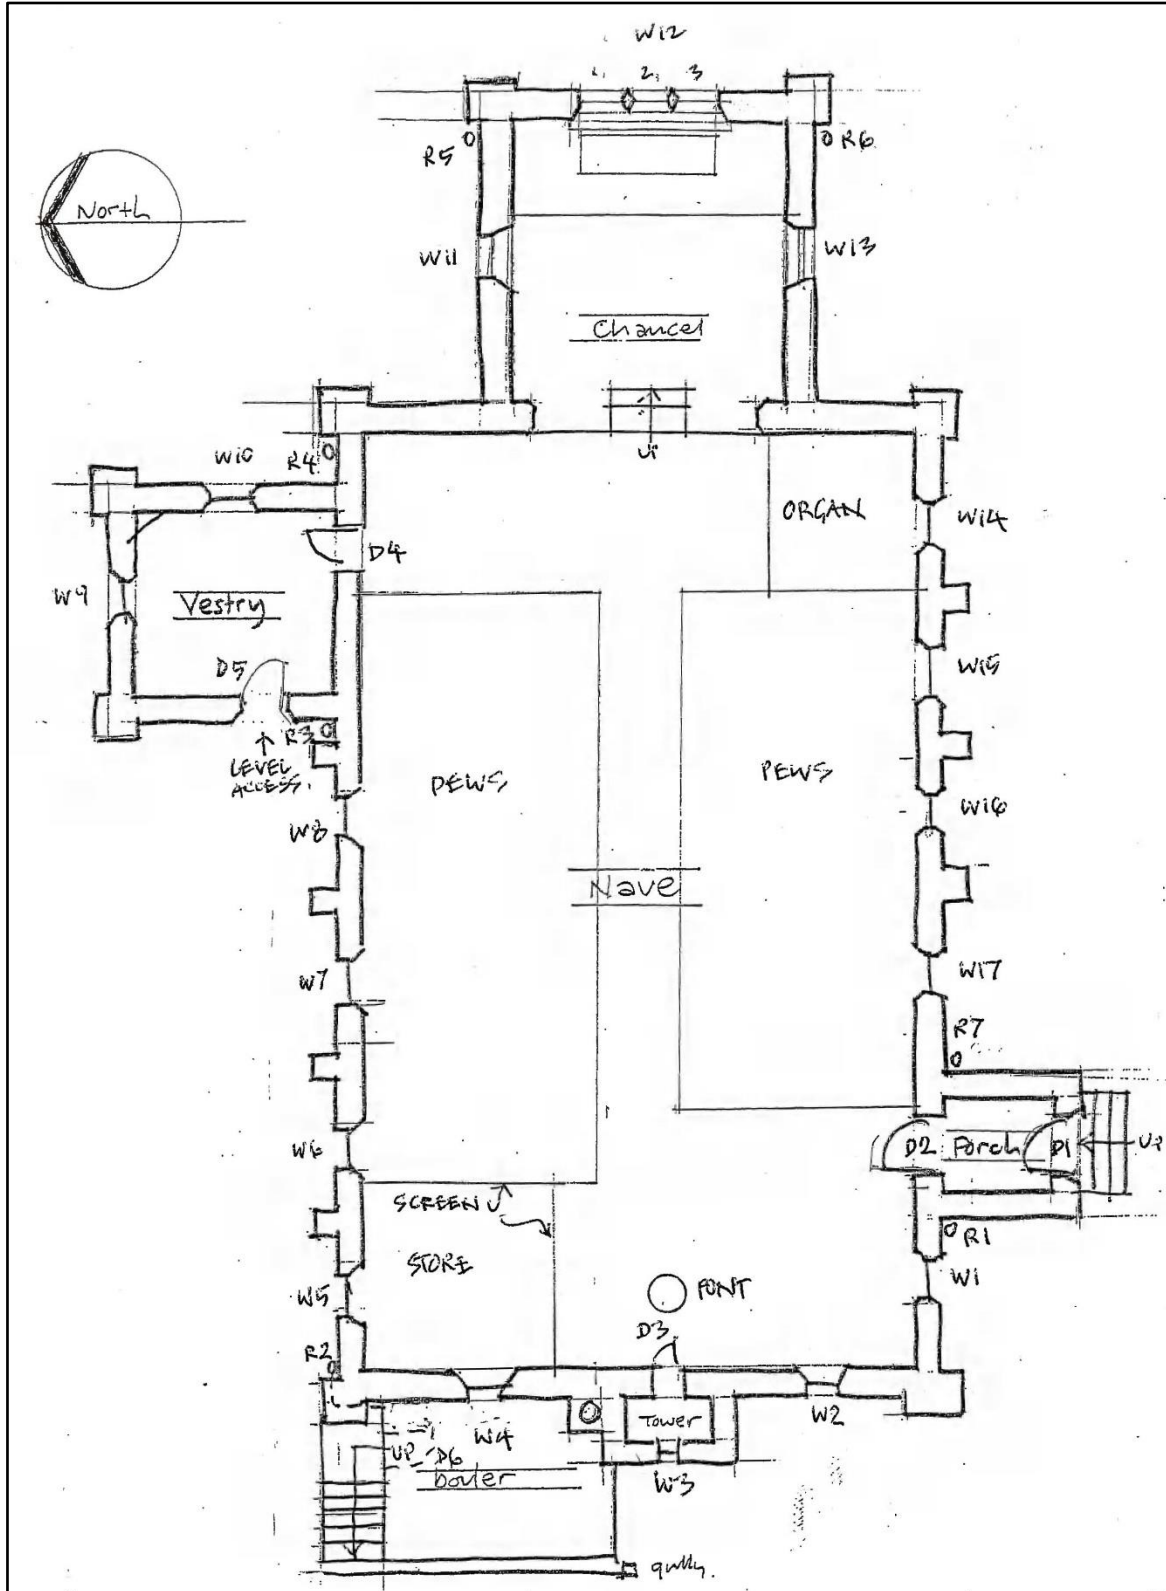 W12
1, 2, 3
R5
R6
North
W11
W13
Chancel
UP
W10
R4
ORGAN
W14
D4
W9
Vestry
D5
W15
R3
LEVEL
ACCESS.
PEWS
PEWS
W8
W16
Nave
W7
W17
R7
W6
D2 Porch D1
UP
SCREEN
R1
STORE
W5
FONT
W1
D3
R2
Tower
W2
W4
UP D6
boiler
W3
gully.